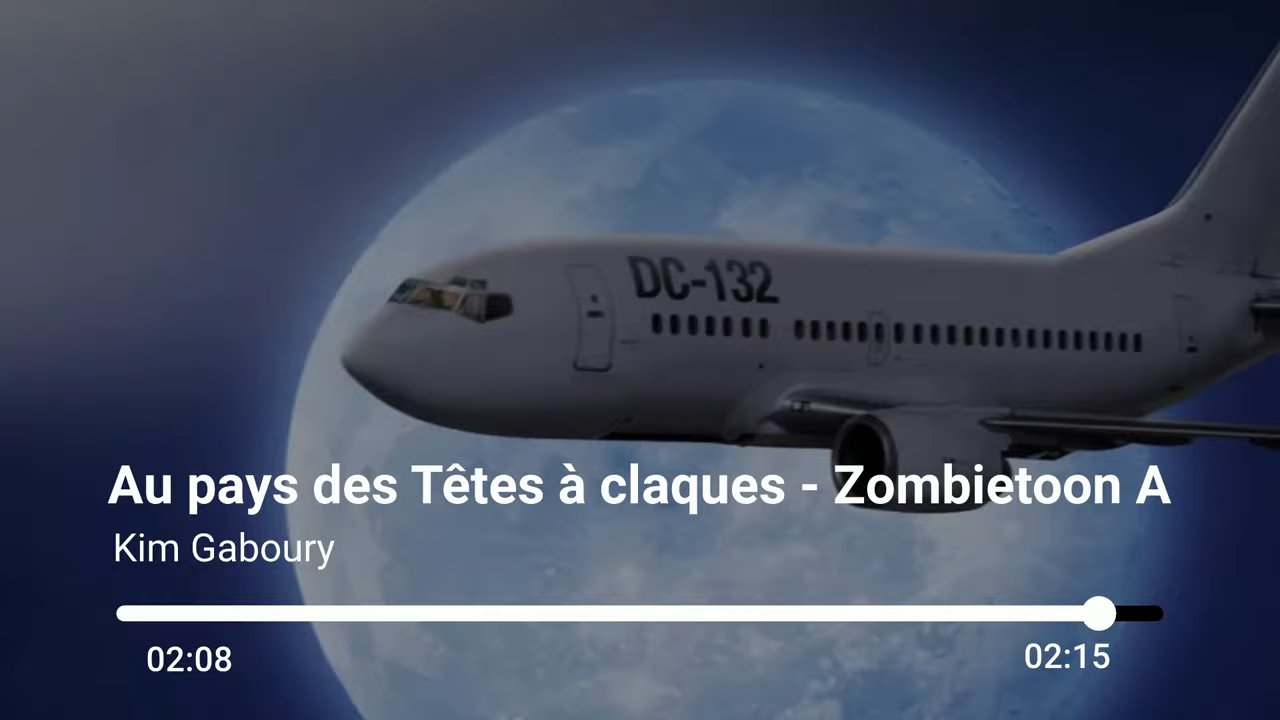 DC-132
Au pays des Têtes à claques - Zombietoon A
Kim Gaboury
02:08
02:15